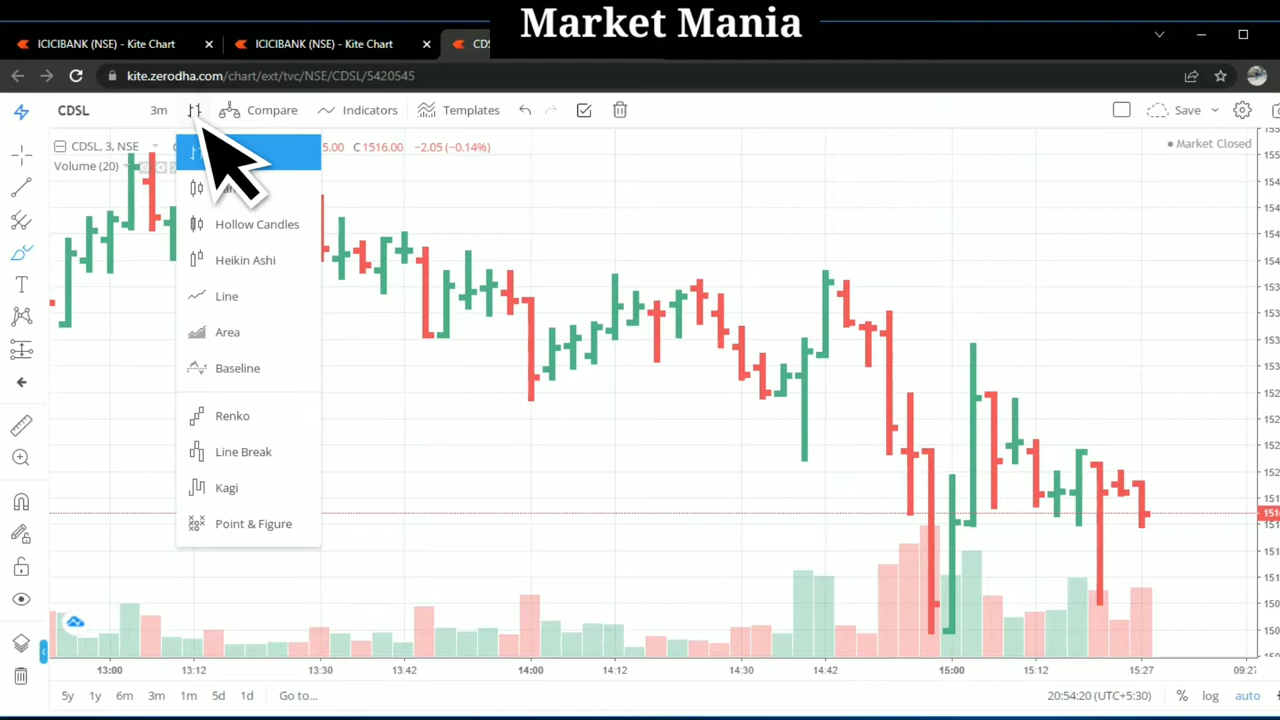 Market Mania
ICICIBANK (NSE) - Kite Chart
ICICIBANK (NSE) - Kite Chart
CDS
kite.zerodha.com/chart/ext/tvc/NSE/CDSL/5420545
CDSL 3m Compare Indicators Templates Save
CDSL, 3, NSE 5.00 C1516.00 −2.05 (−0.14%)
Market Closed
Volume (20)
Hollow Candles
Heikin Ashi
Line
Area
Baseline
Renko
Line Break
Kagi
Point & Figure
13:00 13:12 13:30 13:42 14:00 14:12 14:30 14:42 15:00 15:12 15:27
5y 1y 6m 3m 1m 5d 1d Go to... 20:54:20 (UTC+5:30) % log auto